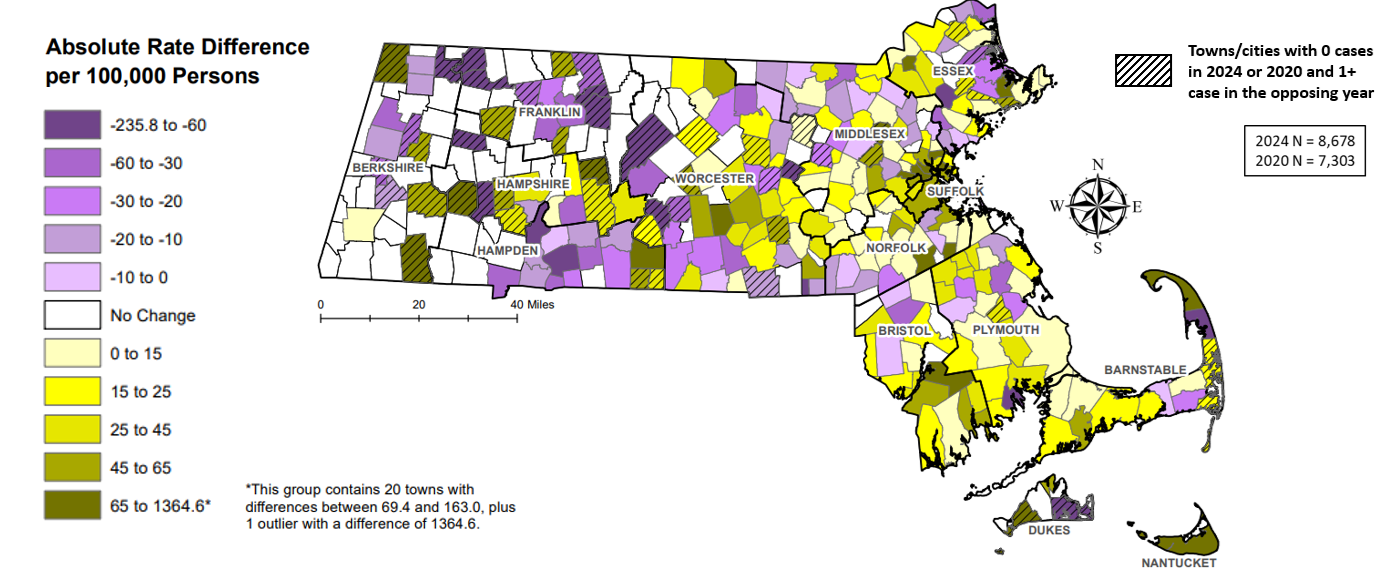 Absolute Rate Difference
per 100,000 Persons
-235.8 to -60
-60 to -30
-30 to -20
-20 to -10
-10 to 0
No Change
0 to 15
15 to 25
25 to 45
45 to 65
65 to 1364.6*
*This group contains 20 towns with
differences between 69.4 and 163.0, plus
1 outlier with a difference of 1364.6.
0 20 40 Miles
BERKSHIRE
FRANKLIN
HAMPSHIRE
HAMPDEN
WORCESTER
MIDDLESEX
ESSEX
SUFFOLK
NORFOLK
BRISTOL
PLYMOUTH
BARNSTABLE
DUKES
NANTUCKET
Towns/cities with 0 cases
in 2024 or 2020 and 1+
case in the opposing year
2024 N = 8,678
2020 N = 7,303
N
W E
S